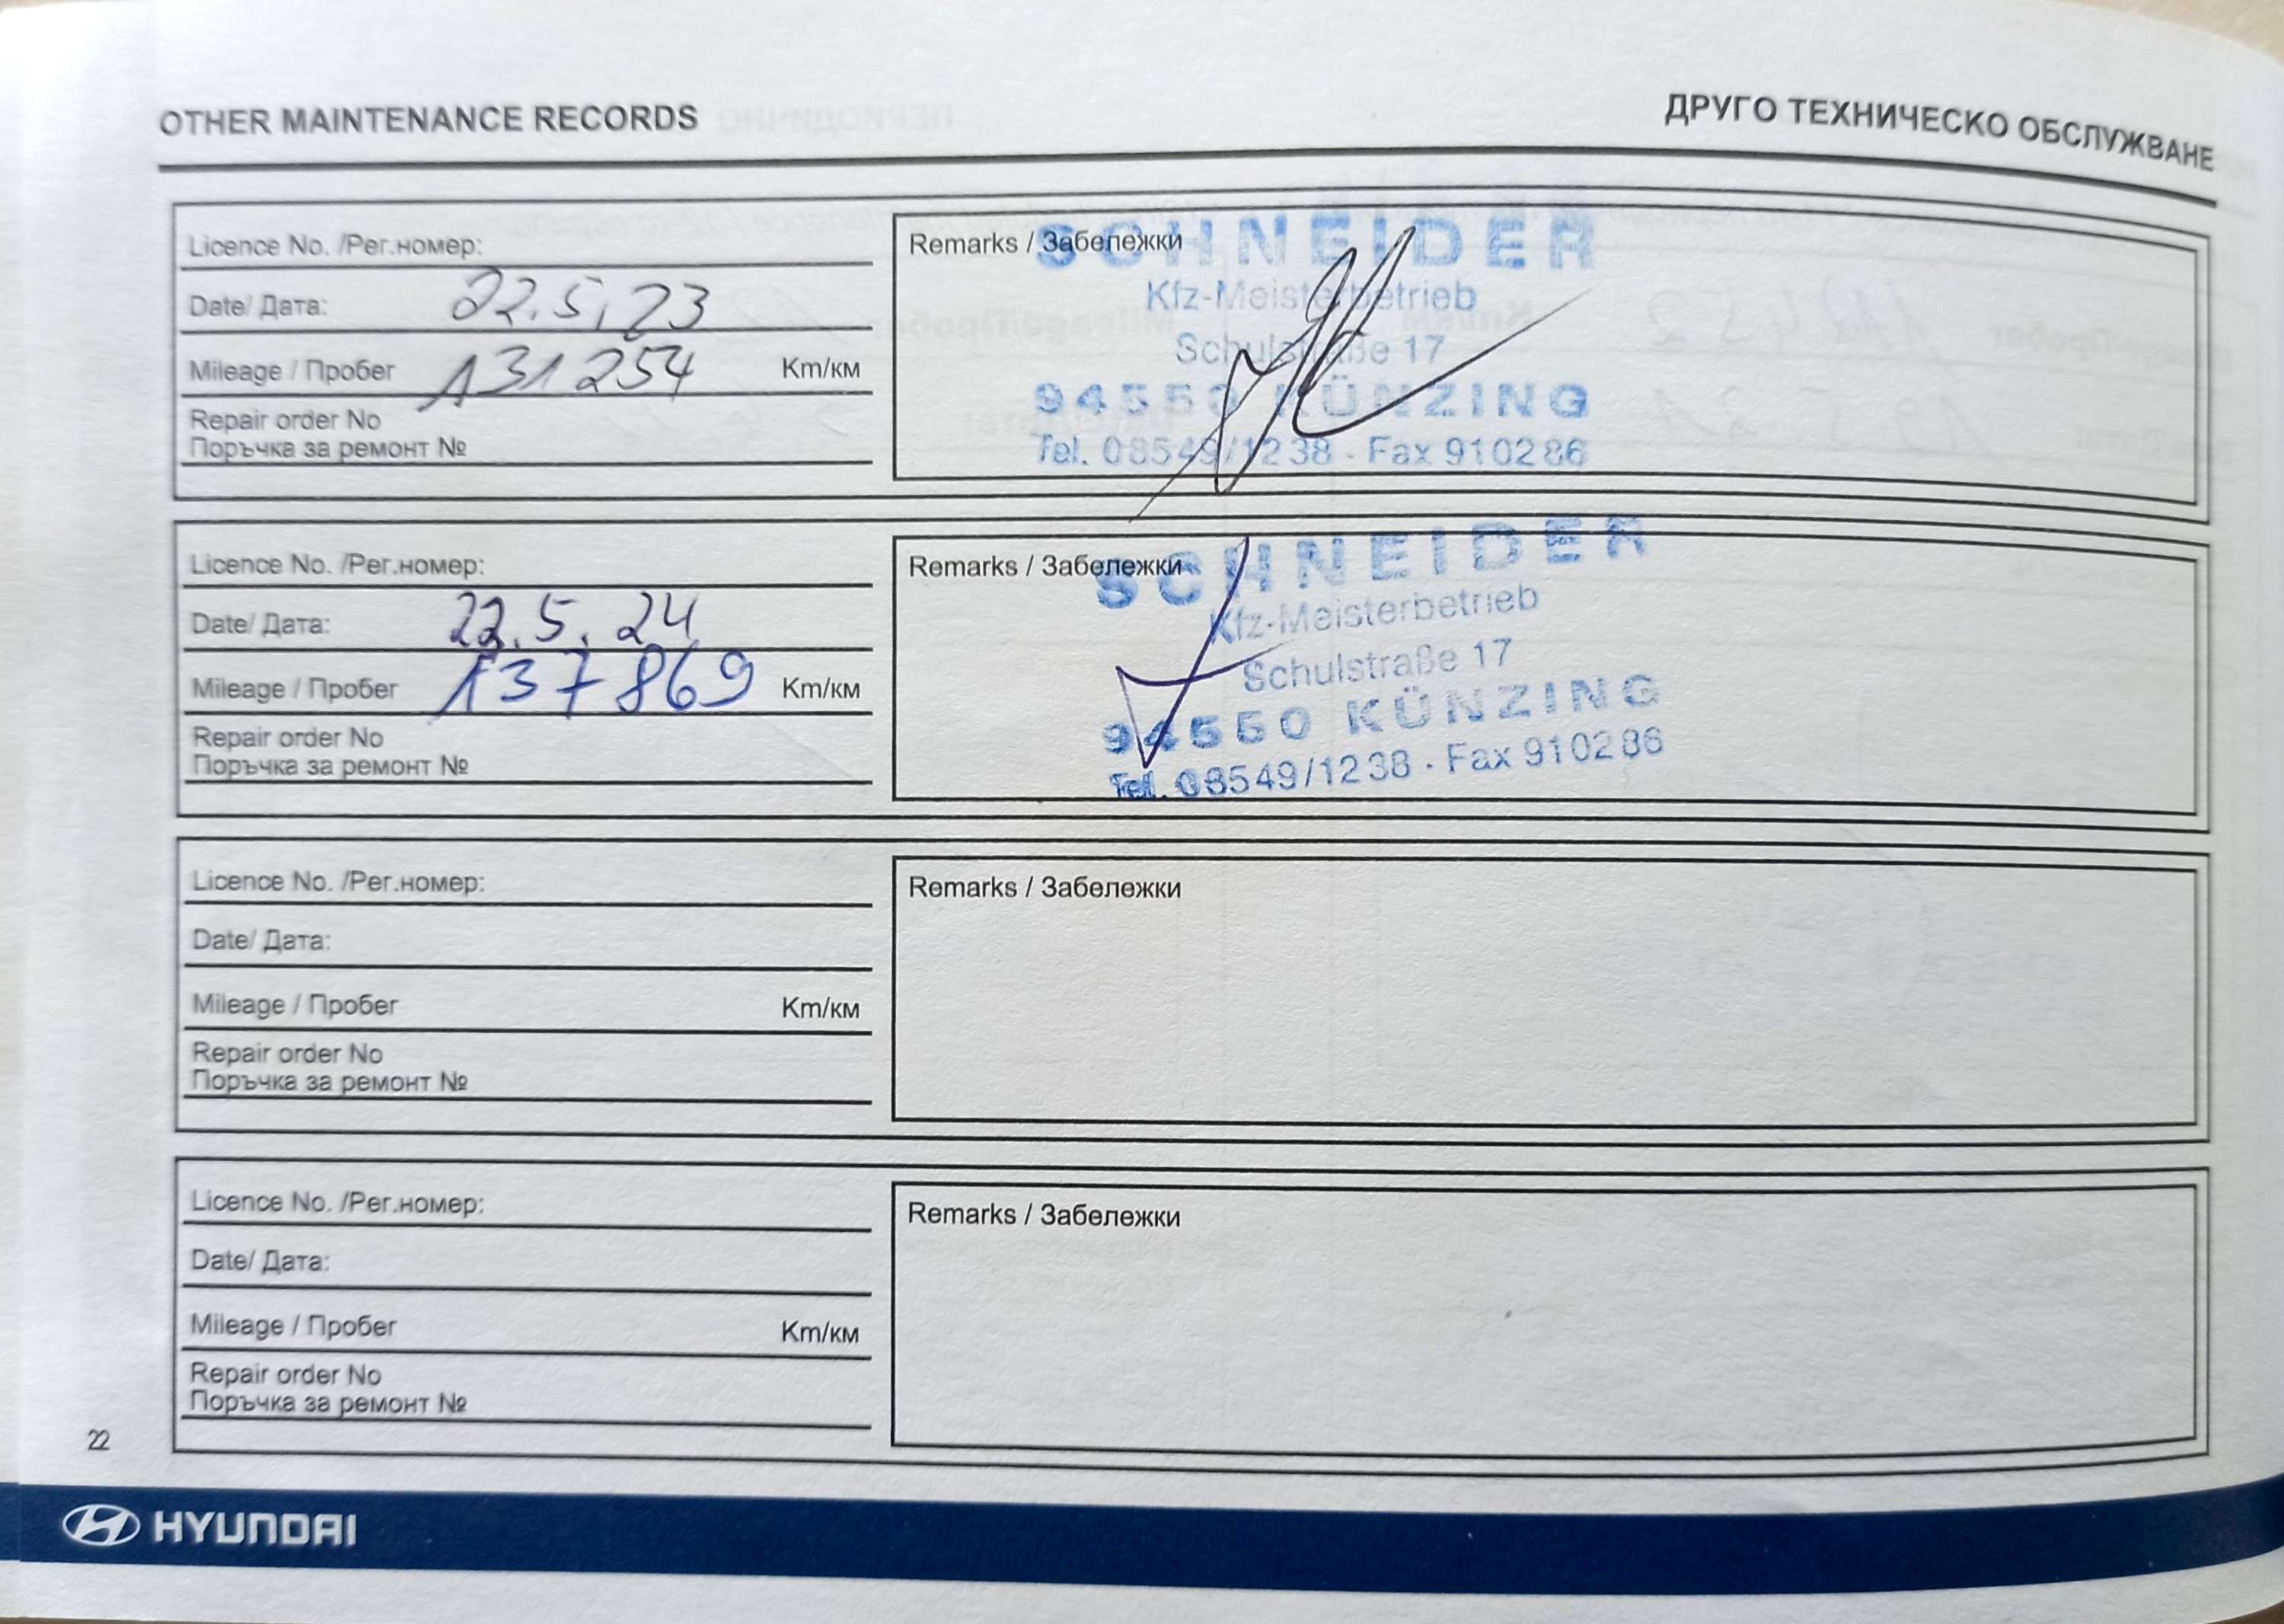 OTHER MAINTENANCE RECORDS
ДРУГО ТЕХНИЧЕСКО ОБСЛУЖВАНЕ
Licence No. /Рег.номер:
Date/ Дата: 22.5.23
Mileage / Пробег 131254 Km/км
Repair order No
Поръчка за ремонт №
Remarks / Забележки
SCHNEIDER
Kfz-Meisterbetrieb
Schulstraße 17
94550 KÜNZING
Tel. 08549/1238 - Fax 910286
Licence No. /Рег.номер:
Date/ Дата: 22.5.24
Mileage / Пробег 137869 Km/км
Repair order No
Поръчка за ремонт №
Remarks / Забележки
SCHNEIDER
Kfz-Meisterbetrieb
Schulstraße 17
94550 KÜNZING
Tel. 08549/1238 · Fax 910286
Licence No. /Рег.номер:
Date/ Дата:
Mileage / Пробег Km/км
Repair order No
Поръчка за ремонт №
Remarks / Забележки
Licence No. /Рег.номер:
Date/ Дата:
Mileage / Пробег Km/км
Repair order No
Поръчка за ремонт №
Remarks / Забележки
22
HYUNDAI